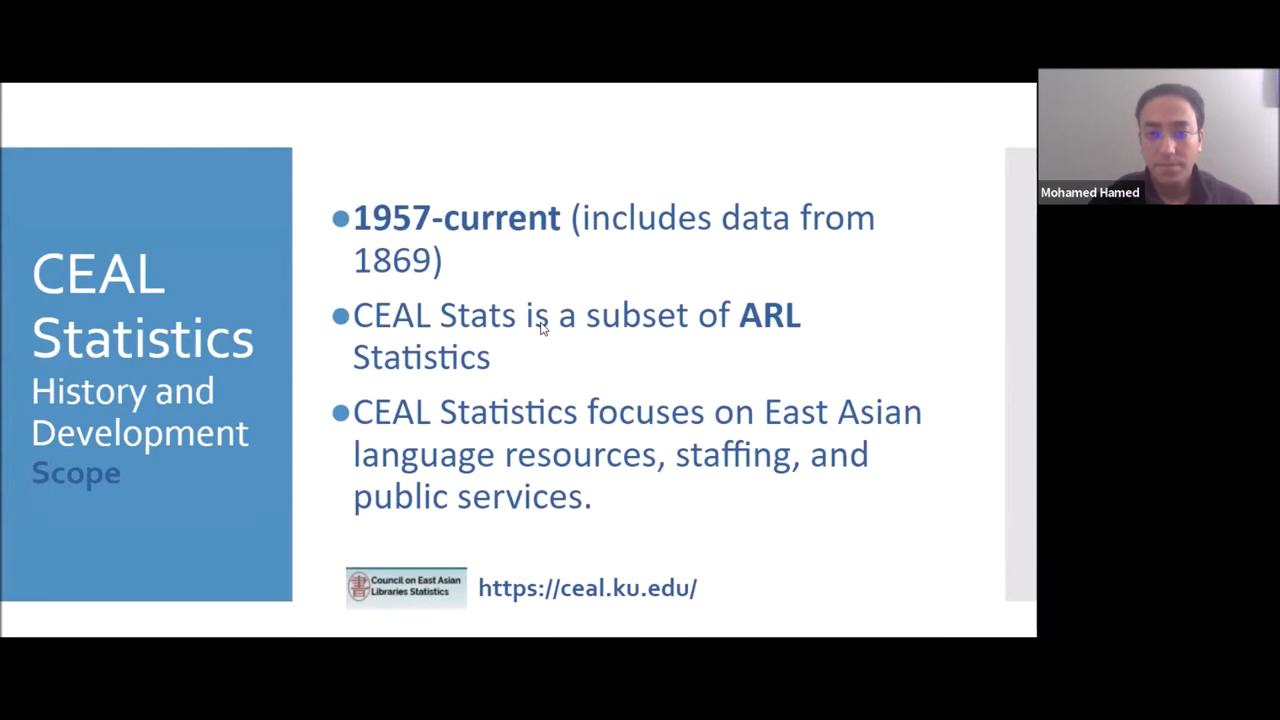 CEAL
Statistics
History and
Development
Scope
●1957-current (includes data from
1869)
●CEAL Stats is a subset of ARL
Statistics
●CEAL Statistics focuses on East Asian
language resources, staffing, and
public services.
書
Council on East Asian
Libraries Statistics
https://ceal.ku.edu/
Mohamed Hamed